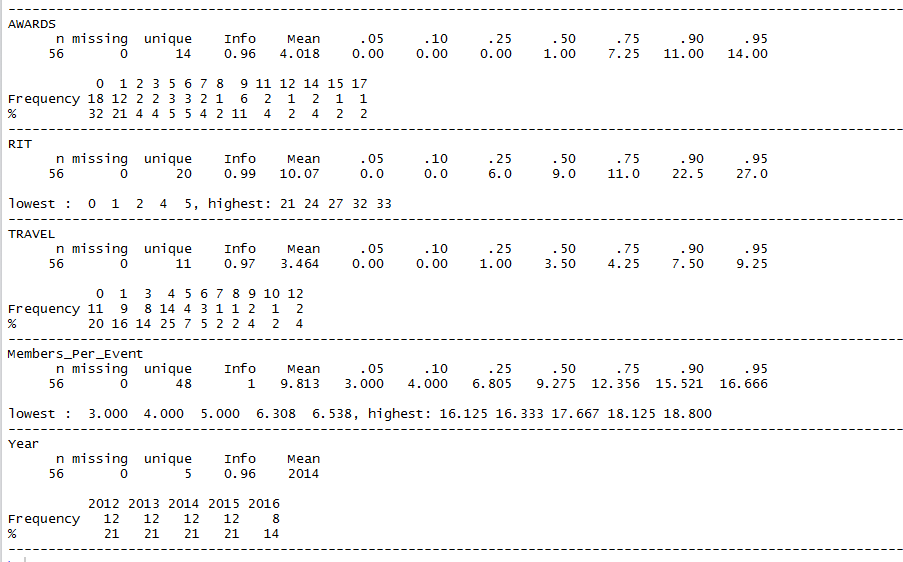 --------------------------------------------------------------------------------
AWARDS
n missing unique Info Mean .05 .10 .25 .50 .75 .90 .95
56 0 14 0.96 4.018 0.00 0.00 0.00 1.00 7.25 11.00 14.00
0 1 2 3 5 6 7 8 9 11 12 14 15 17
Frequency 18 12 2 2 3 3 2 1 6 2 1 2 1 1
% 32 21 4 4 5 5 4 2 11 4 2 4 2 2
--------------------------------------------------------------------------------
RIT
n missing unique Info Mean .05 .10 .25 .50 .75 .90 .95
56 0 20 0.99 10.07 0.0 0.0 6.0 9.0 11.0 22.5 27.0
lowest : 0 1 2 4 5, highest: 21 24 27 32 33
--------------------------------------------------------------------------------
TRAVEL
n missing unique Info Mean .05 .10 .25 .50 .75 .90 .95
56 0 11 0.97 3.464 0.00 0.00 1.00 3.50 4.25 7.50 9.25
0 1 3 4 5 6 7 8 9 10 12
Frequency 11 9 8 14 4 3 1 1 2 1 2
% 20 16 14 25 7 5 2 2 4 2 4
--------------------------------------------------------------------------------
Members_Per_Event
n missing unique Info Mean .05 .10 .25 .50 .75 .90 .95
56 0 48 1 9.813 3.000 4.000 6.805 9.275 12.356 15.521 16.666
lowest : 3.000 4.000 5.000 6.308 6.538, highest: 16.125 16.333 17.667 18.125 18.800
--------------------------------------------------------------------------------
Year
n missing unique Info Mean
56 0 5 0.96 2014
2012 2013 2014 2015 2016
Frequency 12 12 12 12 8
% 21 21 21 21 14
--------------------------------------------------------------------------------